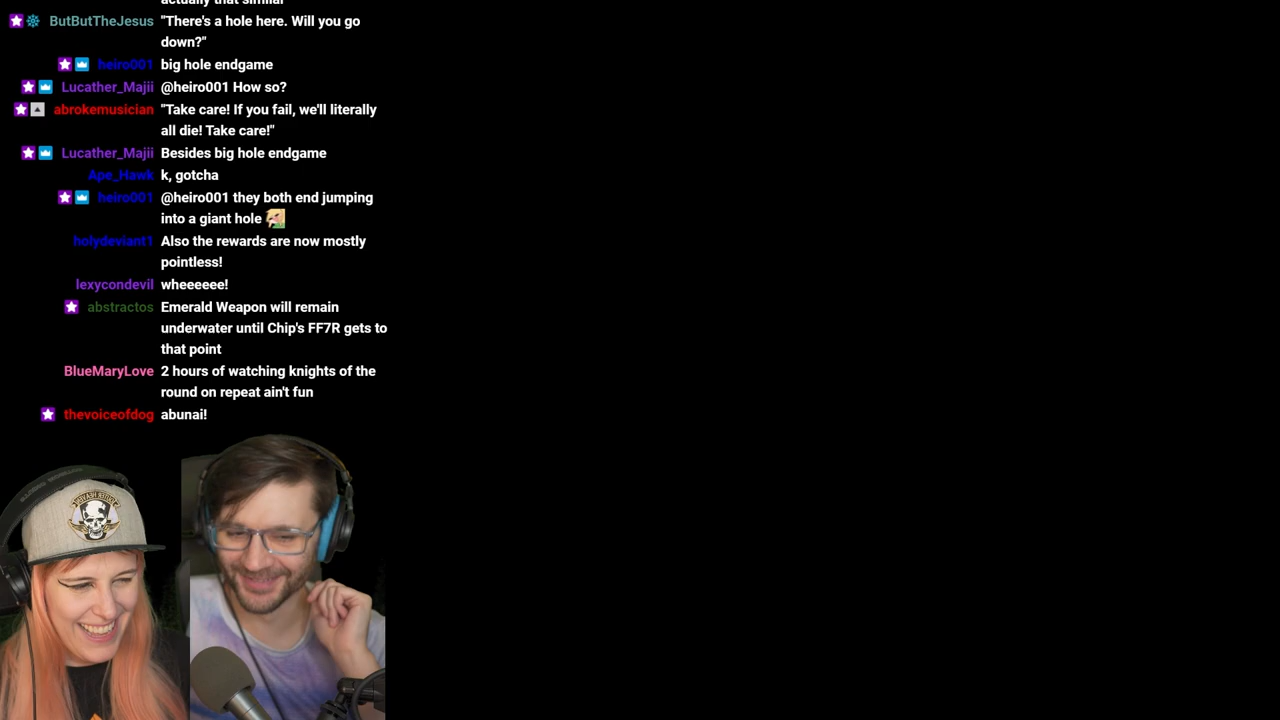 actually that similar
ButButTheJesus "There's a hole here. Will you go
down?"
heiro001 big hole endgame
Lucather_Majii @heiro001 How so?
abrokemusician "Take care! If you fail, we'll literally
all die! Take care!"
Lucather_Majii Besides big hole endgame
Ape_Hawk k, gotcha
heiro001 @heiro001 they both end jumping
into a giant hole
holydeviant1 Also the rewards are now mostly
pointless!
lexycondevil wheeeeee!
abstractos Emerald Weapon will remain
underwater until Chip's FF7R gets to
that point
BlueMaryLove 2 hours of watching knights of the
round on repeat ain't fun
thevoiceofdog abunai!